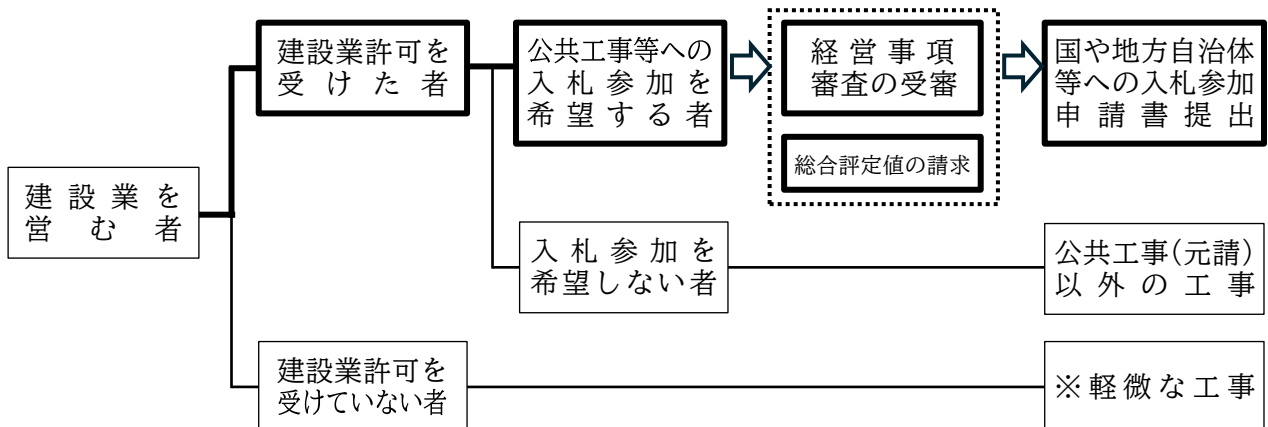 建設業を
営む者
建設業許可を
受けた者
公共工事等への
入札参加を
希望する者
経営事項
審査の受審
総合評定値の請求
国や地方自治体
等への入札参加
申請書提出
入札参加を
希望しない者
公共工事(元請)
以外の工事
建設業許可を
受けていない者
※軽微な工事